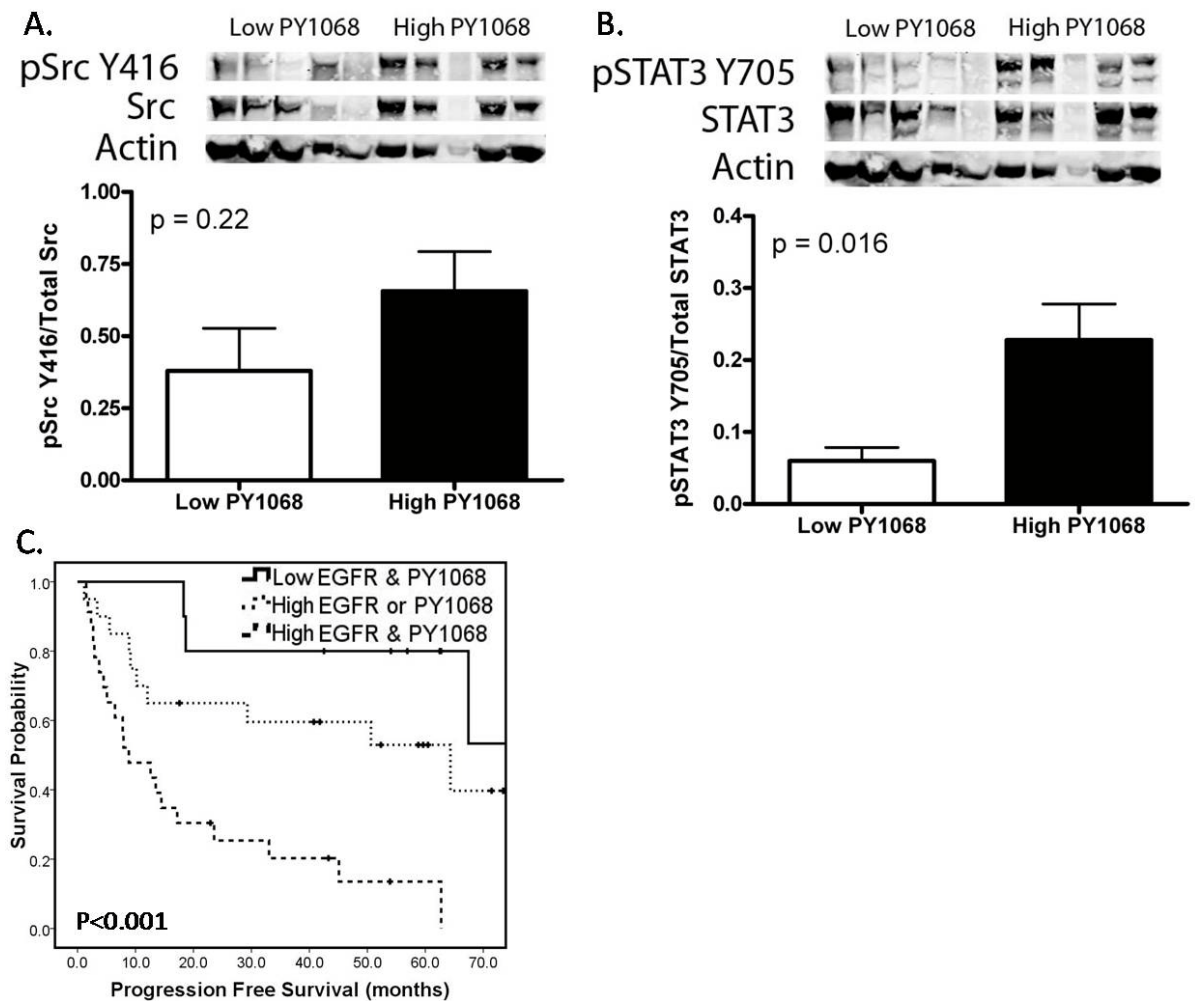 A.
Low PY1068 High PY1068
pSrc Y416
Src
Actin
1.00
0.75
0.50
0.25
0.00
p = 0.22
pSrc Y416/Total Src
Low PY1068 High PY1068
B.
Low PY1068 High PY1068
pSTAT3 Y705
STAT3
Actin
0.4
0.3
0.2
0.1
0.0
p = 0.016
pSTAT3 Y705/Total STAT3
Low PY1068 High PY1068
C.
Low EGFR & PY1068
High EGFR or PY1068
High EGFR & PY1068
1.0
0.8
0.6
0.4
0.2
0.0
Survival Probability
P<0.001
0.0 10.0 20.0 30.0 40.0 50.0 60.0 70.0
Progression Free Survival (months)